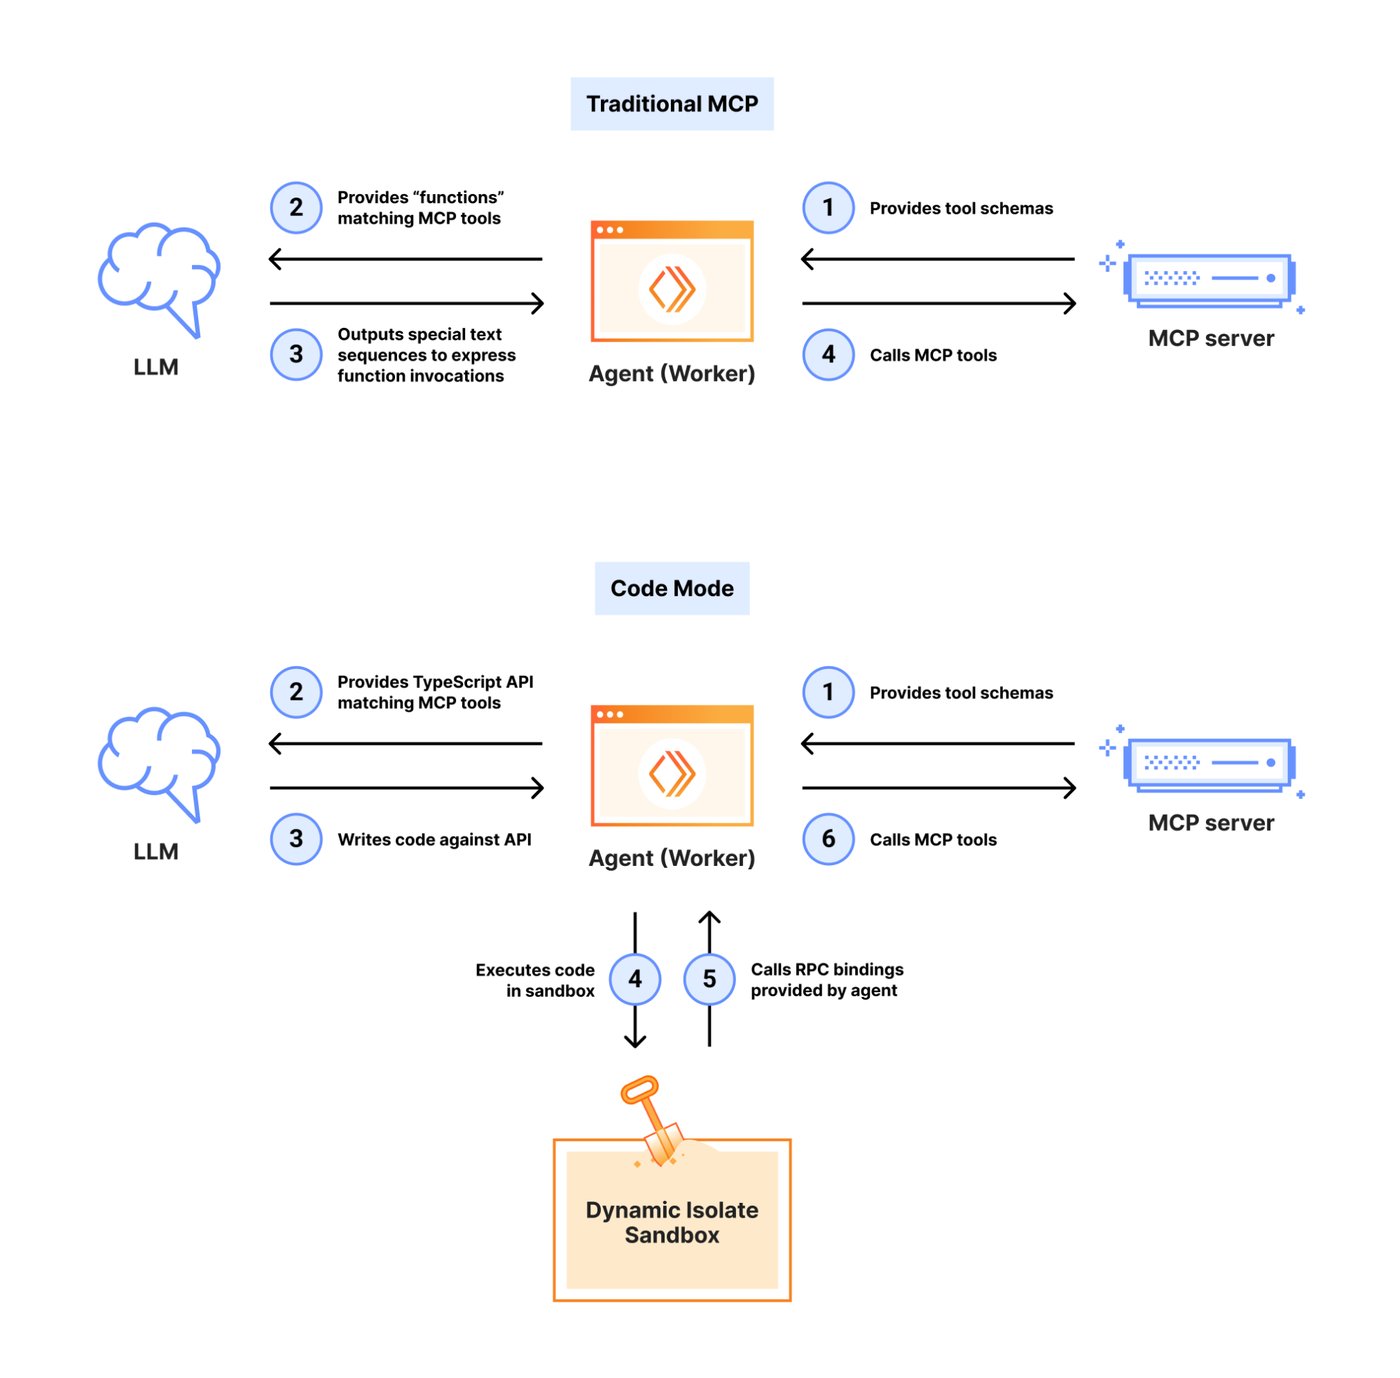 Traditional MCP
2
Provides “functions”
matching MCP tools
1
Provides tool schemas
3
Outputs special text
sequences to express
function invocations
4
Calls MCP tools
LLM
Agent (Worker)
MCP server
Code Mode
2
Provides TypeScript API
matching MCP tools
1
Provides tool schemas
3
Writes code against API
6
Calls MCP tools
LLM
Agent (Worker)
MCP server
Executes code
in sandbox
4
5
Calls RPC bindings
provided by agent
Dynamic Isolate
Sandbox